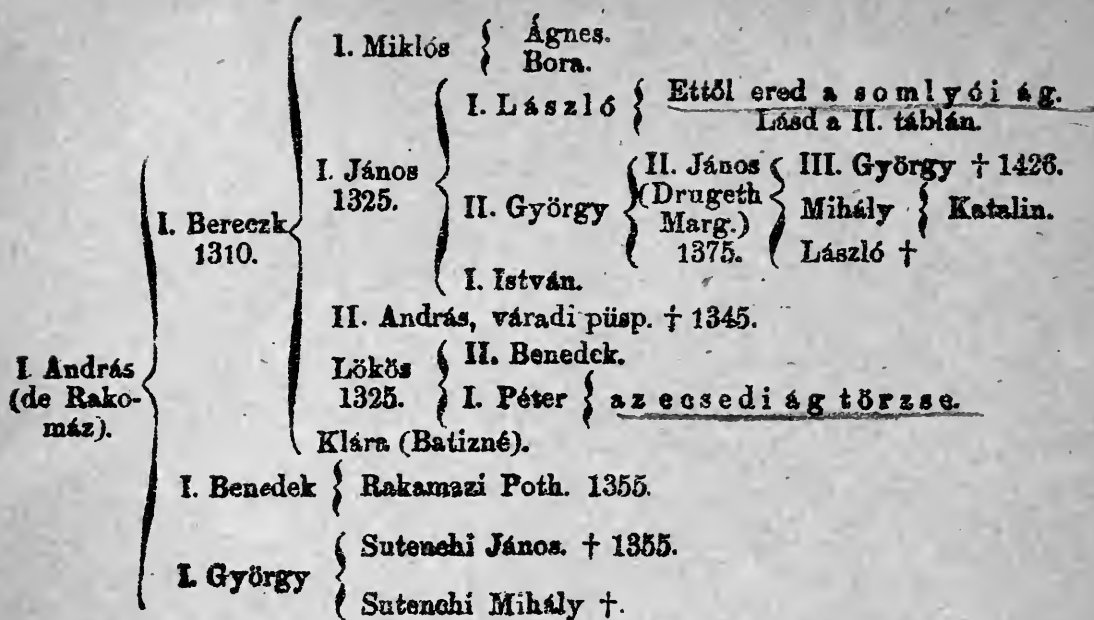 I. Miklós { Ágnes.
Bora.
I. László { Ettől ered a somlyói ág.
Lásd a II. táblán.
I. János
1325.
II. György { II. János
(Drugeth
Marg.)
1375.
III. György † 1426.
Mihály { Katalin.
László †
I. István.
I. Bereczk
1310.
II. András, váradi püsp. † 1345.
I. András
(de Rako-
máz).
Lökös
1325.
II. Benedek.
I. Péter } az ecsedi ág törzse.
Klára (Batizné).
I. Benedek } Rakamazi Poth. 1355.
I. György { Sutenchi János. † 1355.
Sutenchi Mihály †.